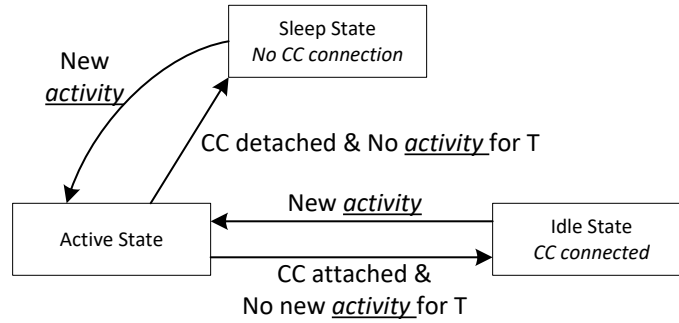 Sleep State
No CC connection
New
activity
CC detached & No activity for T
New activity
Active State
Idle State
CC connected
CC attached &
No new activity for T